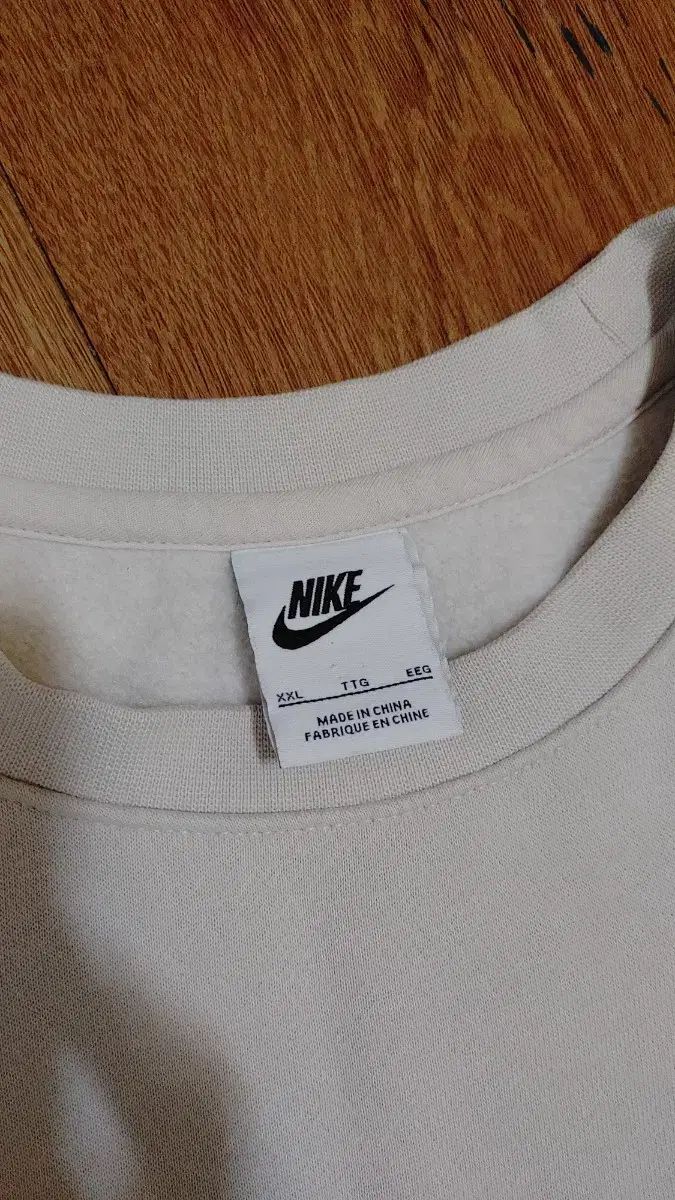 NIKE
XXL TTG EEG
MADE IN CHINA
FABRIQUE EN CHINE